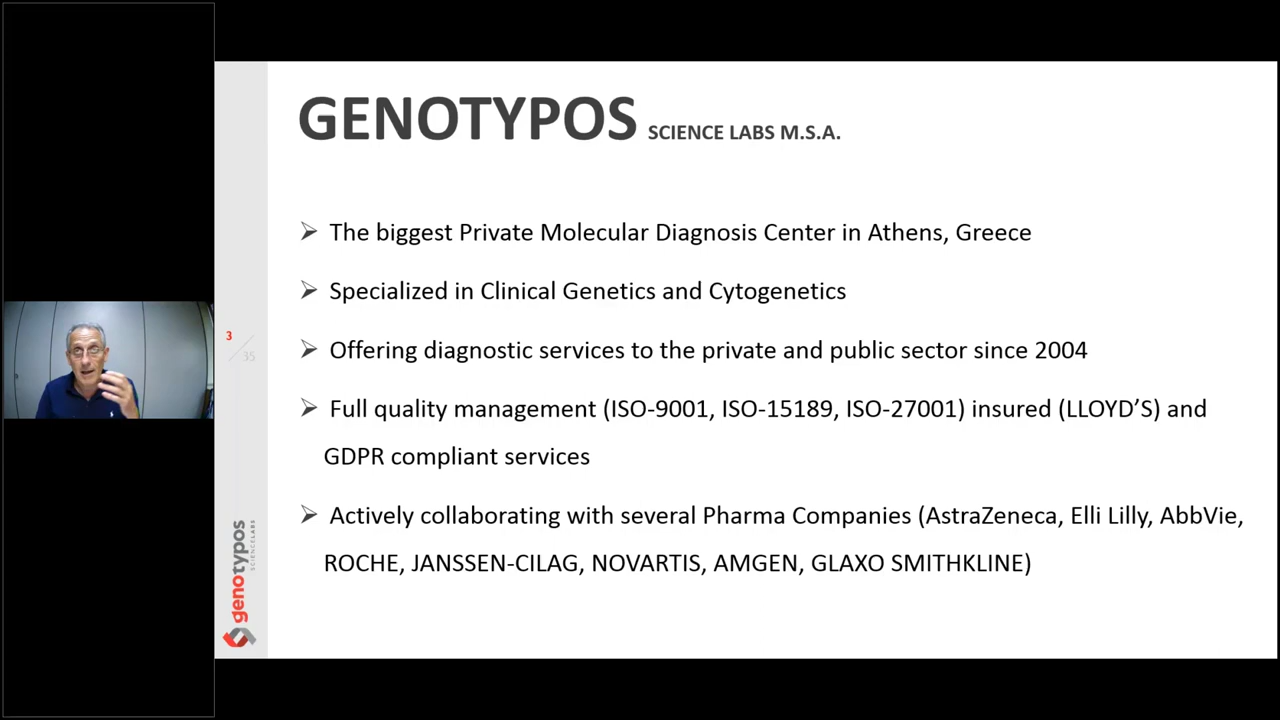 GENOTYPOS SCIENCE LABS M.S.A.
➢ The biggest Private Molecular Diagnosis Center in Athens, Greece
➢ Specialized in Clinical Genetics and Cytogenetics
3
35
➢ Offering diagnostic services to the private and public sector since 2004
➢ Full quality management (ISO-9001, ISO-15189, ISO-27001) insured (LLOYD’S) and
GDPR compliant services
➢ Actively collaborating with several Pharma Companies (AstraZeneca, Elli Lilly, AbbVie,
ROCHE, JANSSEN-CILAG, NOVARTIS, AMGEN, GLAXO SMITHKLINE)
genotypos
SCIENCELABS